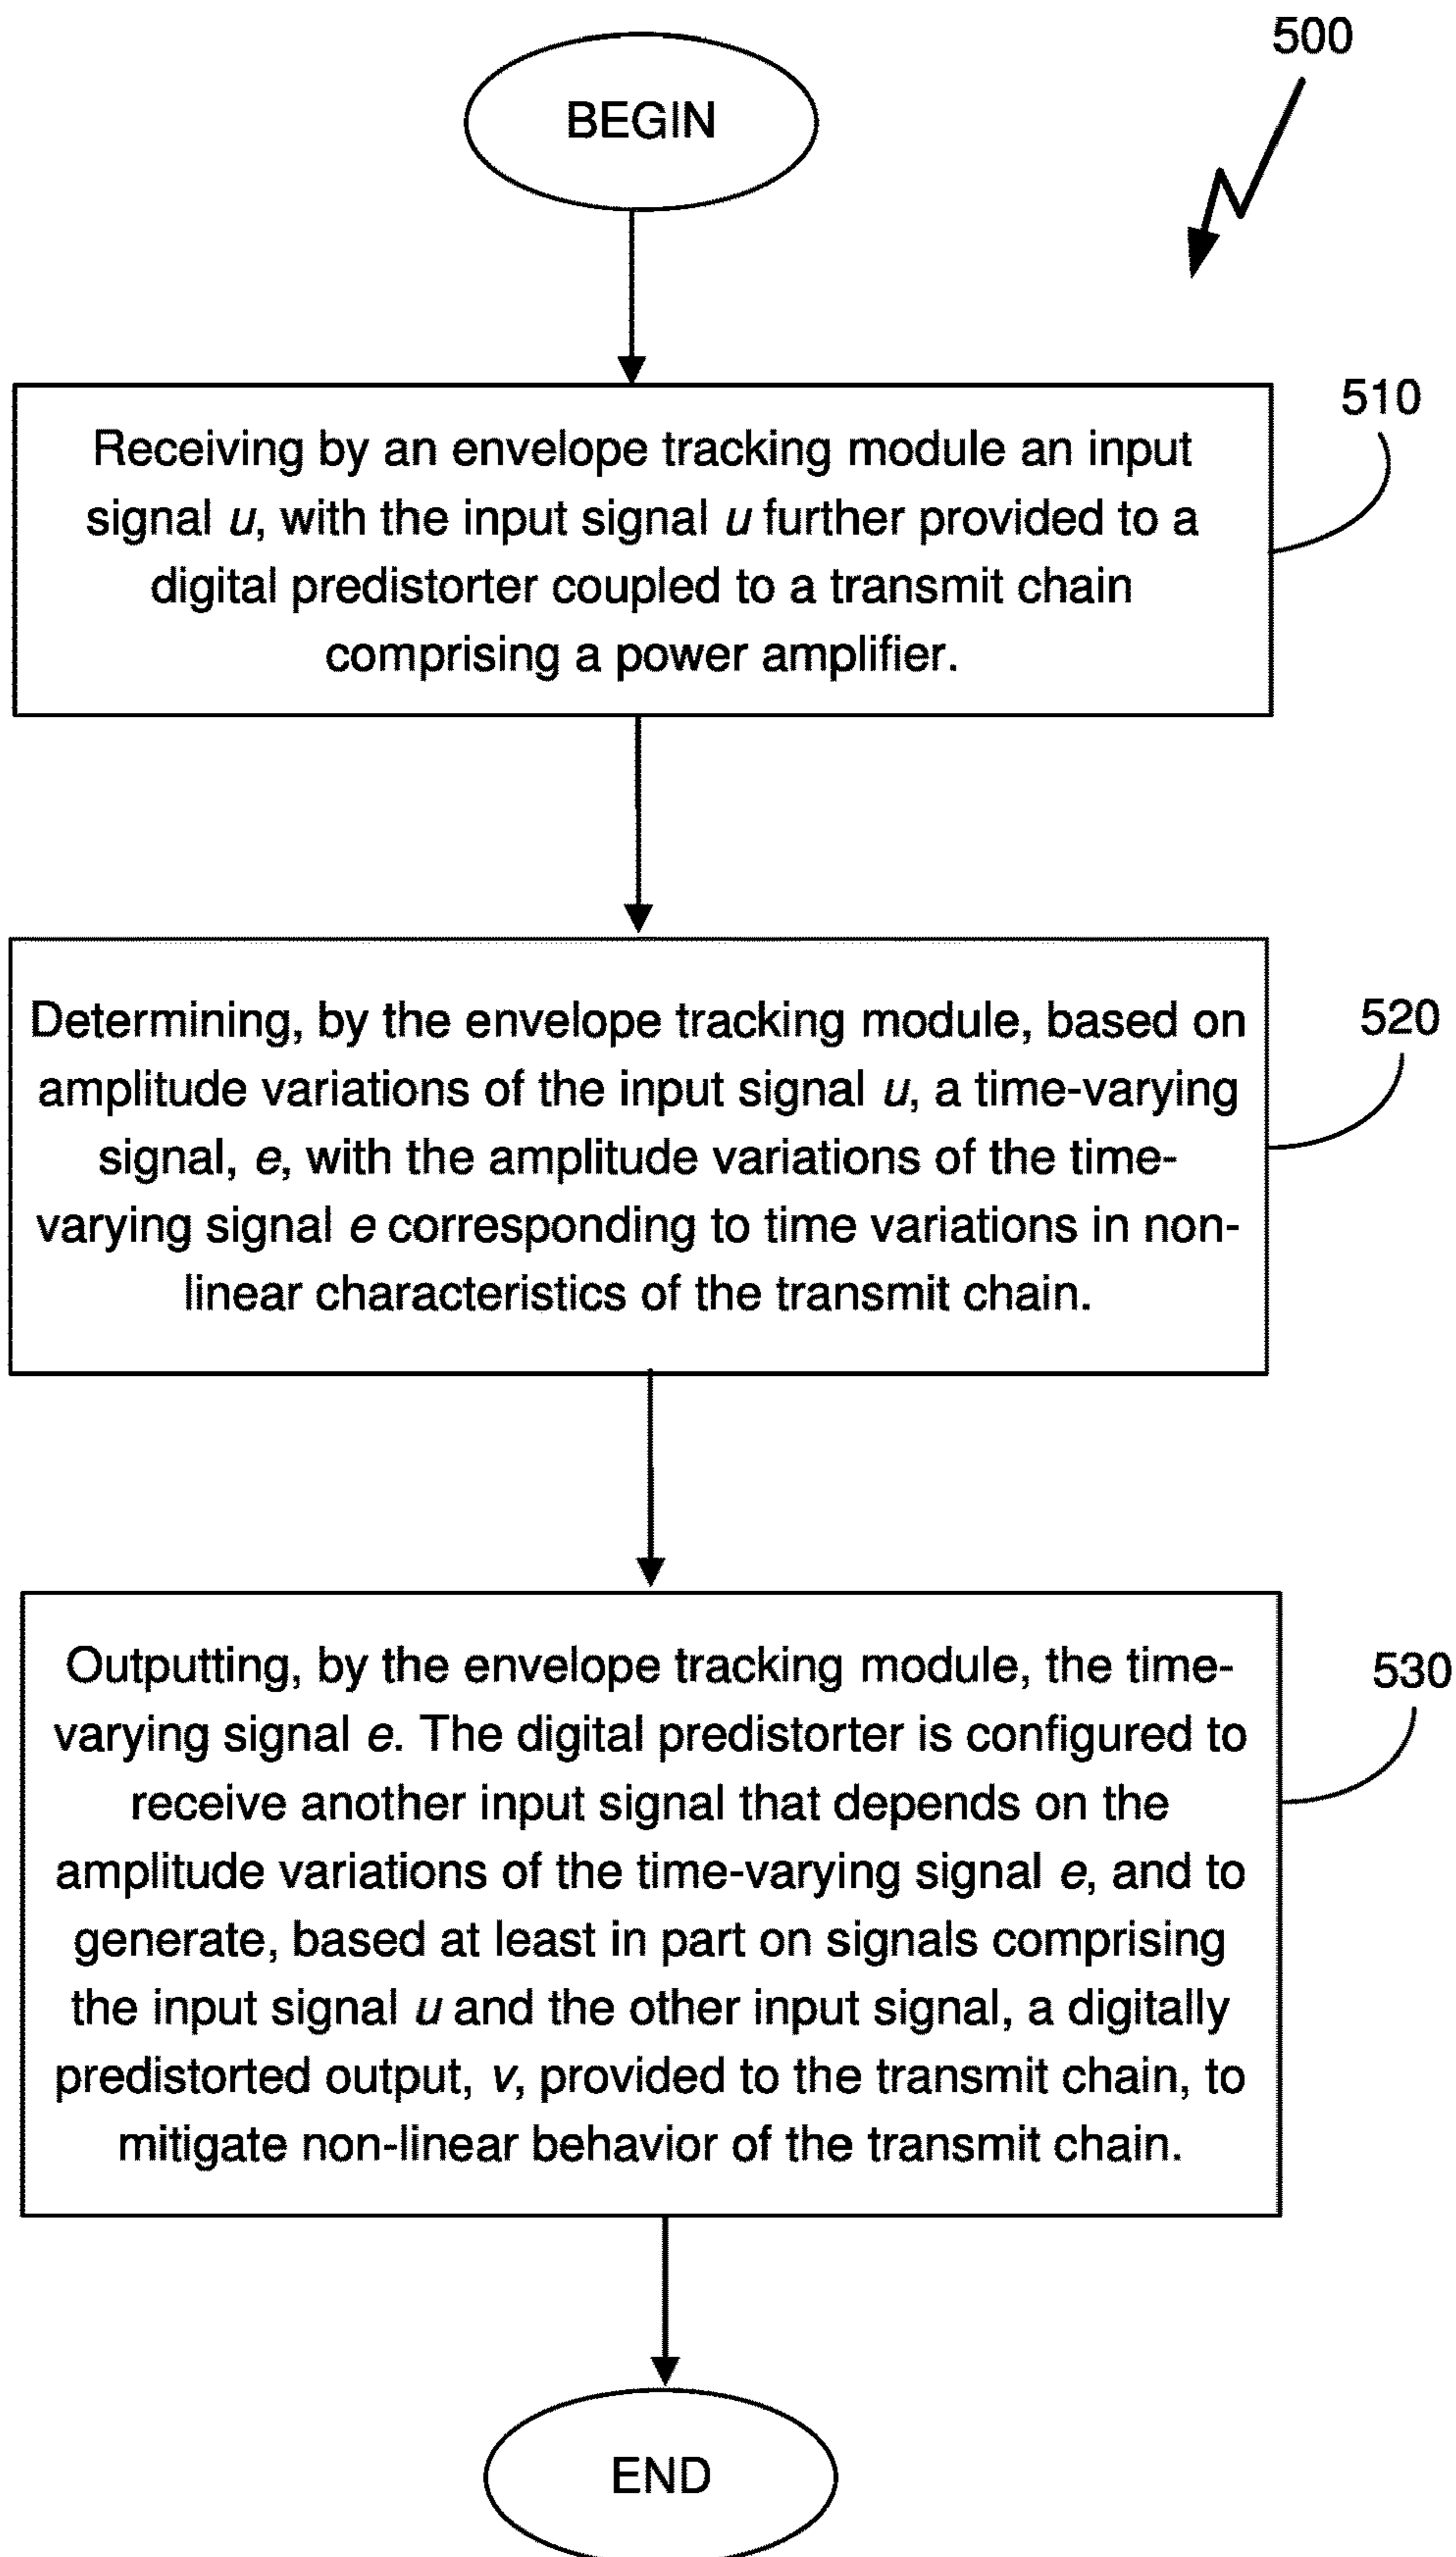 500
BEGIN
510
Receiving by an envelope tracking module an input
signal u, with the input signal u further provided to a
digital predistorter coupled to a transmit chain
comprising a power amplifier.
520
Determining, by the envelope tracking module, based on
amplitude variations of the input signal u, a time-varying
signal, e, with the amplitude variations of the time-
varying signal e corresponding to time variations in non-
linear characteristics of the transmit chain.
530
Outputting, by the envelope tracking module, the time-
varying signal e. The digital predistorter is configured to
receive another input signal that depends on the
amplitude variations of the time-varying signal e, and to
generate, based at least in part on signals comprising
the input signal u and the other input signal, a digitally
predistorted output, v, provided to the transmit chain, to
mitigate non-linear behavior of the transmit chain.
END